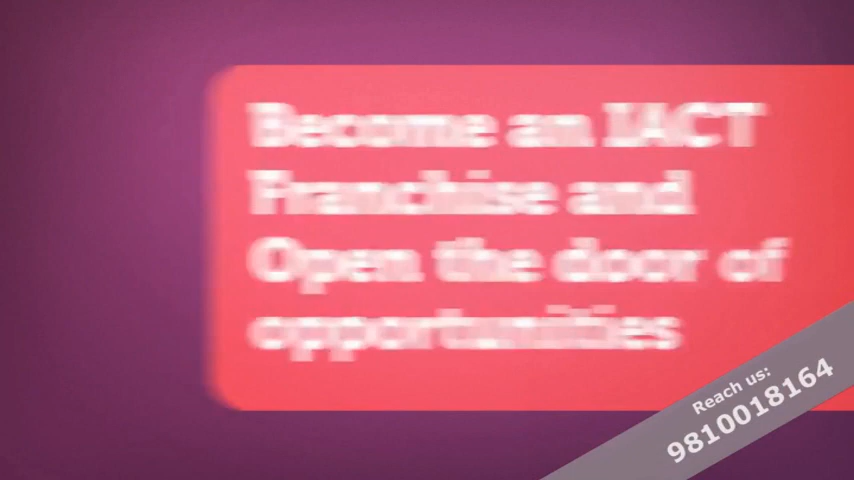 Become an IACT
Franchise and
Open the door of
opportunities
Reach us:
9810018164